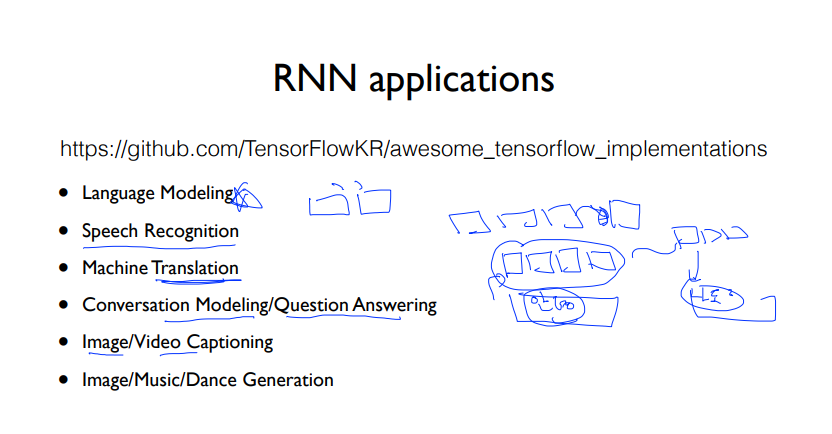 RNN applications
https://github.com/TensorFlowKR/awesome_tensorflow_implementations
• Language Modeling
• Speech Recognition
• Machine Translation
• Conversation Modeling/Question Answering
• Image/Video Captioning
• Image/Music/Dance Generation